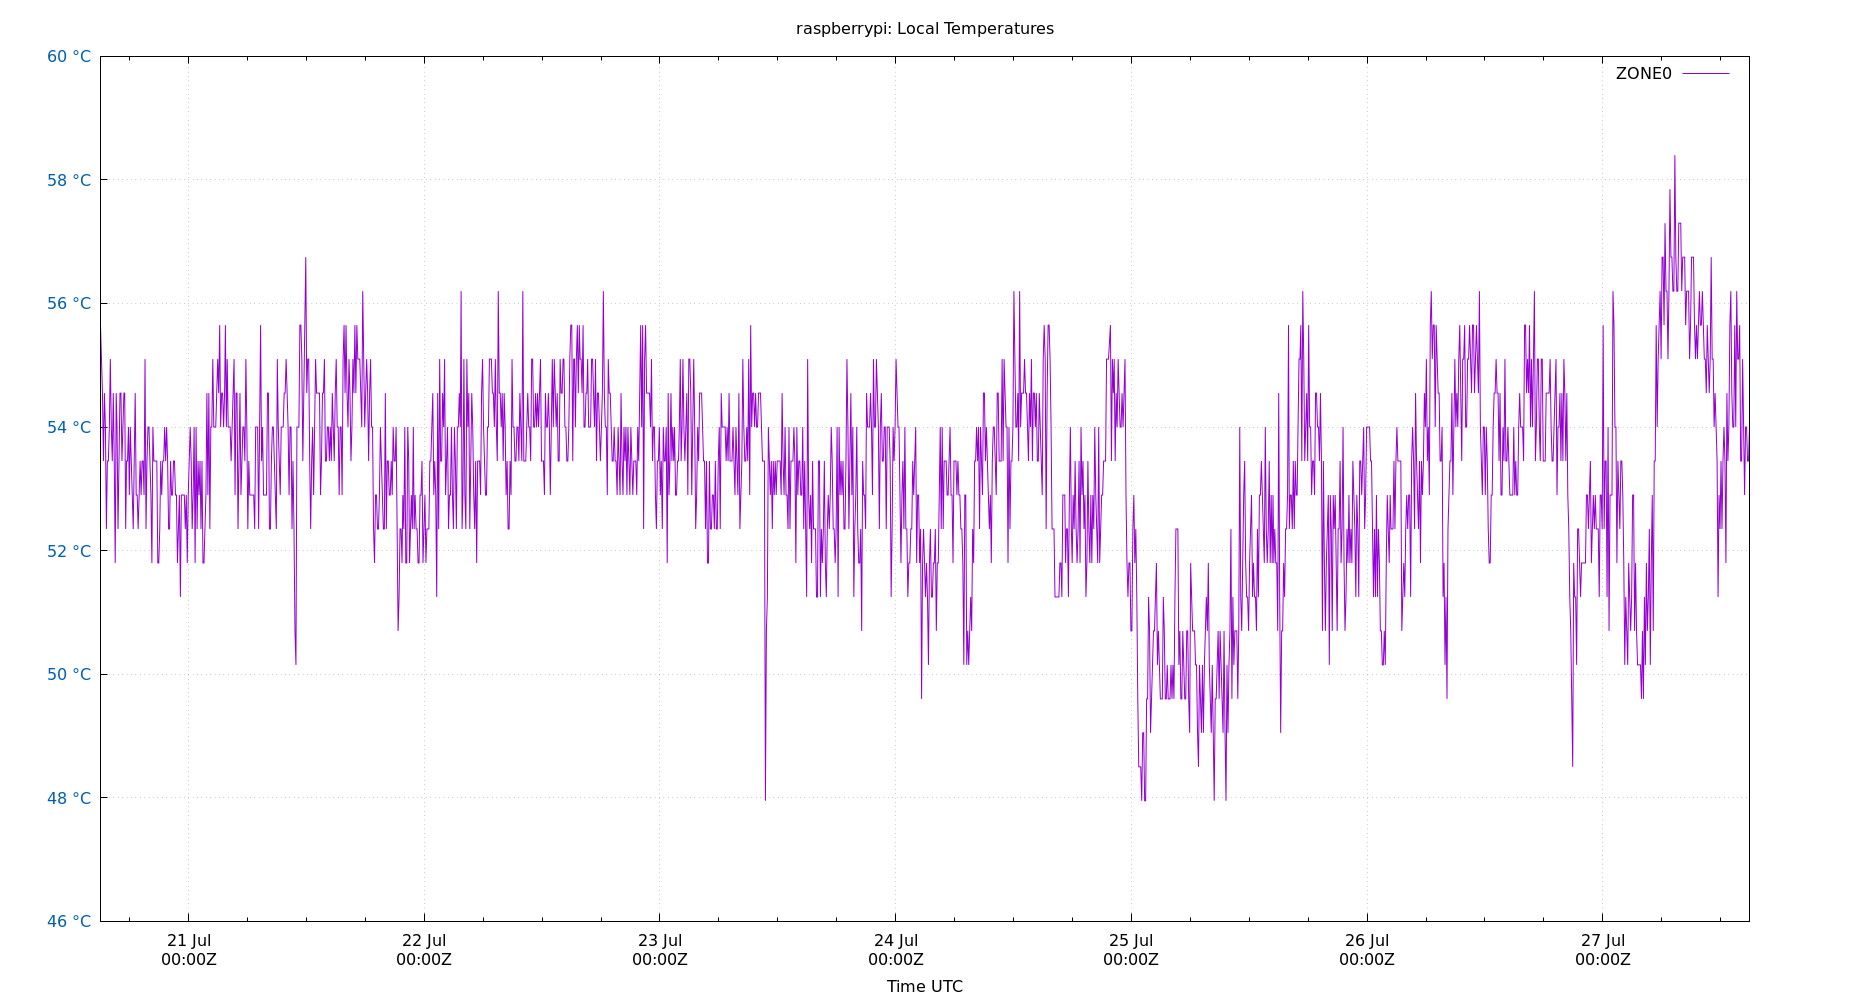 raspberrypi: Local Temperatures
60 °C
ZONE0
58 °C
56 °C
54 °C
52 °C
50 °C
48 °C
46 °C
21 Jul 22 Jul 23 Jul 24 Jul 25 Jul 26 Jul 27 Jul
00:00Z 00:00Z 00:00Z 00:00Z 00:00Z 00:00Z 00:00Z
Time UTC